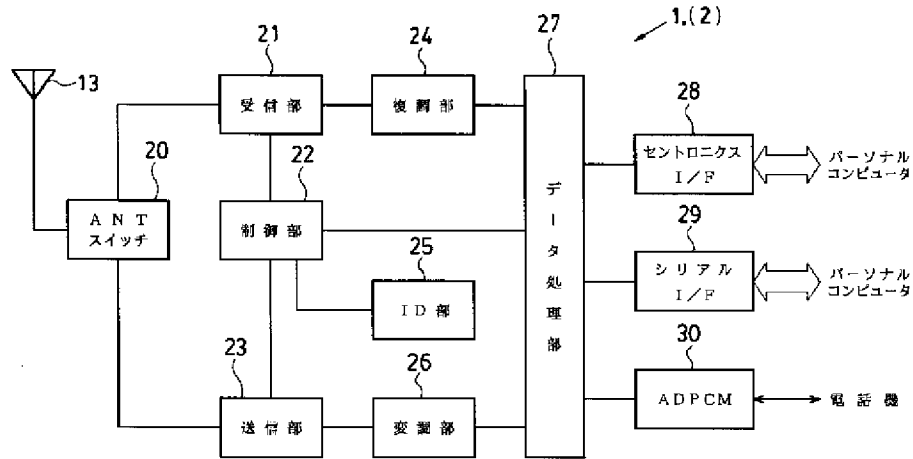 1,(2)
13
21
受信部
24
復調部
27
データ処理部
28
セントロニクス
I/F
パーソナル
コンピュータ
20
ANT
スイッチ
22
制御部
25
ID部
29
シリアル
I/F
パーソナル
コンピュータ
23
送信部
26
変調部
30
ADPCM
電話機